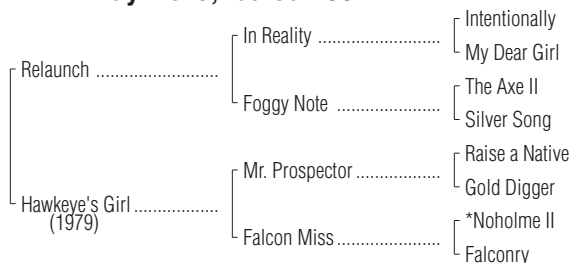 Intentionally
In Reality ..........................
My Dear Girl
Relaunch ..........................
The Axe II
Foggy Note ......................
Silver Song
Raise a Native
Mr. Prospector ..................
Gold Digger
Hawkeye's Girl ..................
(1979)
*Noholme II
Falcon Miss ......................
Falconry